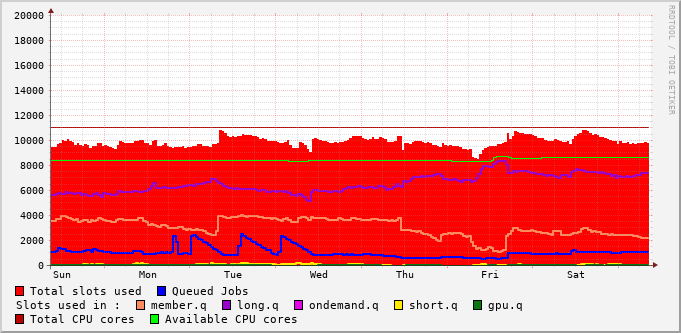 20000
18000
16000
14000
12000
10000
8000
6000
4000
2000
0
Sun Mon Tue Wed Thu Fri Sat
Total slots used Queued Jobs
Slots used in : member.q long.q ondemand.q short.q gpu.q
Total CPU cores Available CPU cores
RRDTOOL / TOBI OETIKER